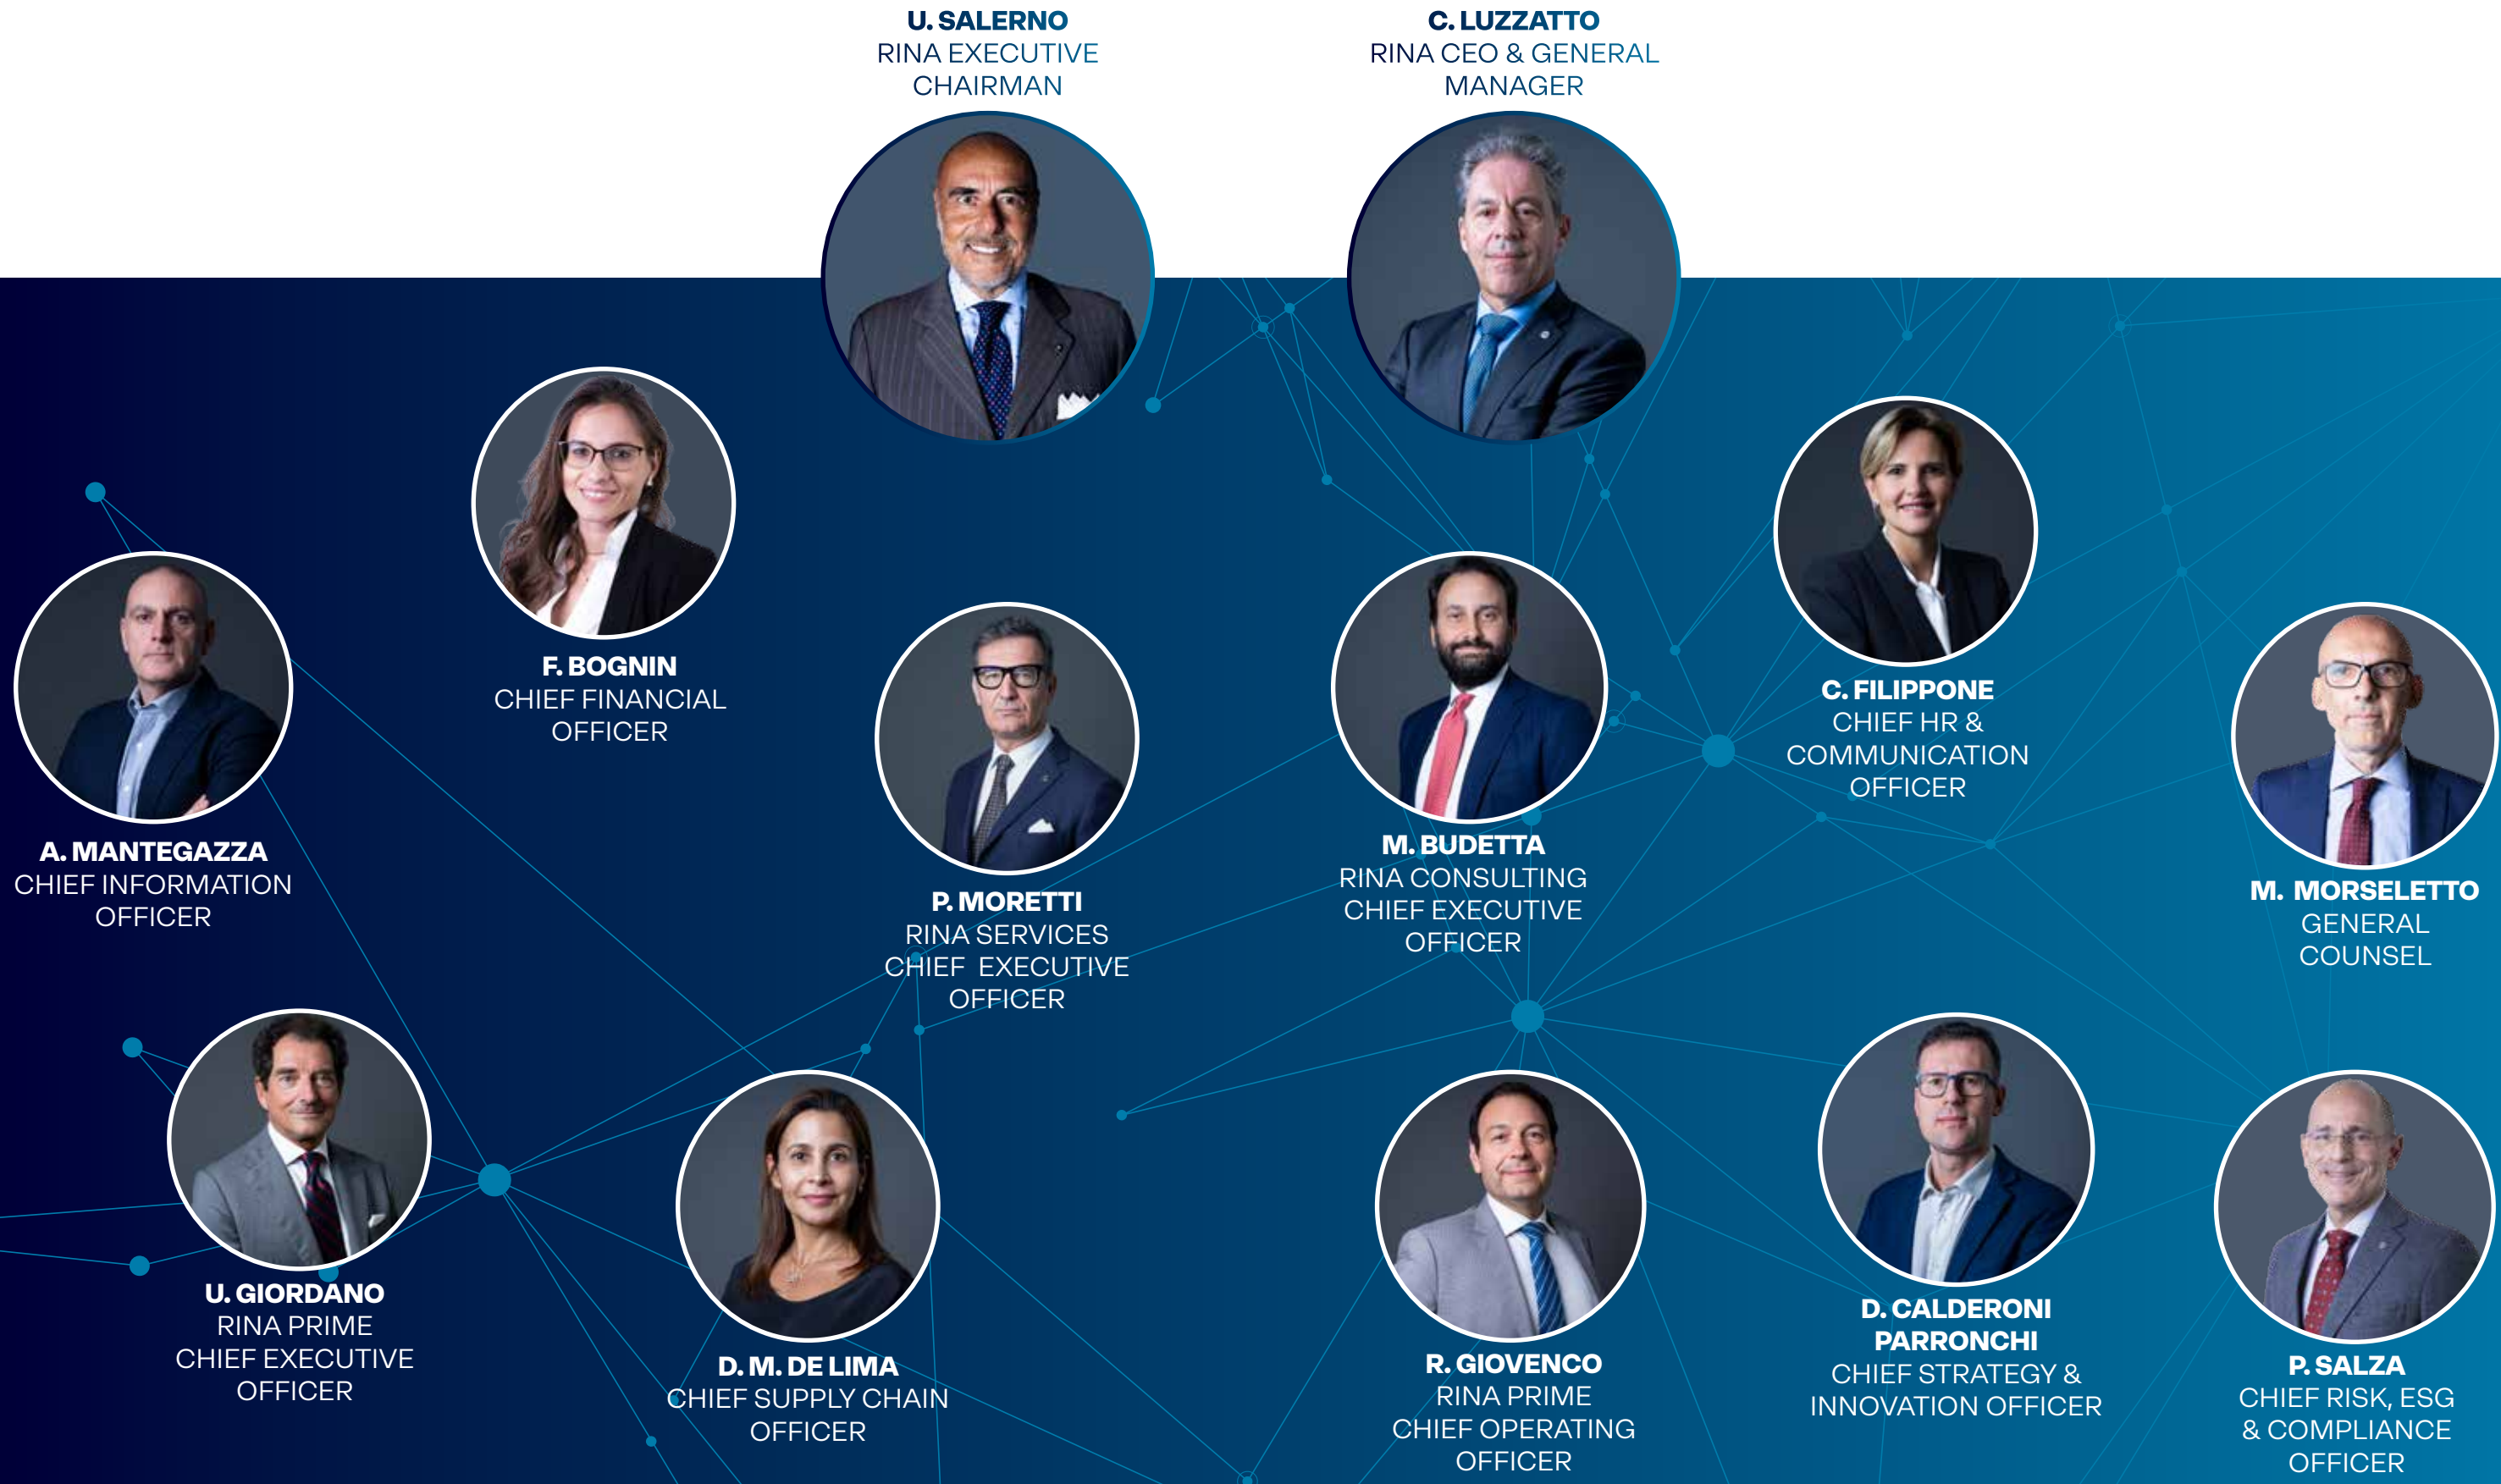 U. SALERNO
RINA EXECUTIVE
CHAIRMAN
C. LUZZATTO
RINA CEO & GENERAL
MANAGER
F. BOGNIN
CHIEF FINANCIAL
OFFICER
C. FILIPPONE
CHIEF HR &
COMMUNICATION
OFFICER
A. MANTEGAZZA
CHIEF INFORMATION
OFFICER
P. MORETTI
RINA SERVICES
CHIEF EXECUTIVE
OFFICER
M. BUDETTA
RINA CONSULTING
CHIEF EXECUTIVE
OFFICER
M. MORSELETTO
GENERAL
COUNSEL
U. GIORDANO
RINA PRIME
CHIEF EXECUTIVE
OFFICER
D. M. DE LIMA
CHIEF SUPPLY CHAIN
OFFICER
R. GIOVENCO
RINA PRIME
CHIEF OPERATING
OFFICER
D. CALDERONI
PARRONCHI
CHIEF STRATEGY &
INNOVATION OFFICER
P. SALZA
CHIEF RISK, ESG
& COMPLIANCE
OFFICER